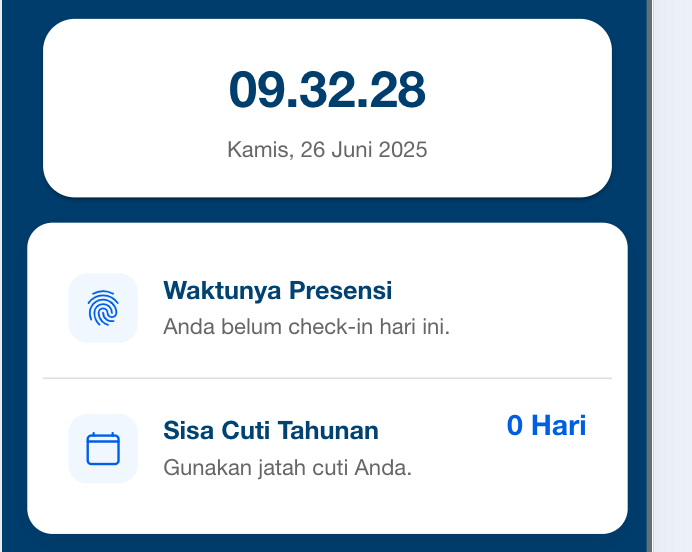 09.32.28
Kamis, 26 Juni 2025
Waktunya Presensi
Anda belum check-in hari ini.
Sisa Cuti Tahunan
0 Hari
Gunakan jatah cuti Anda.